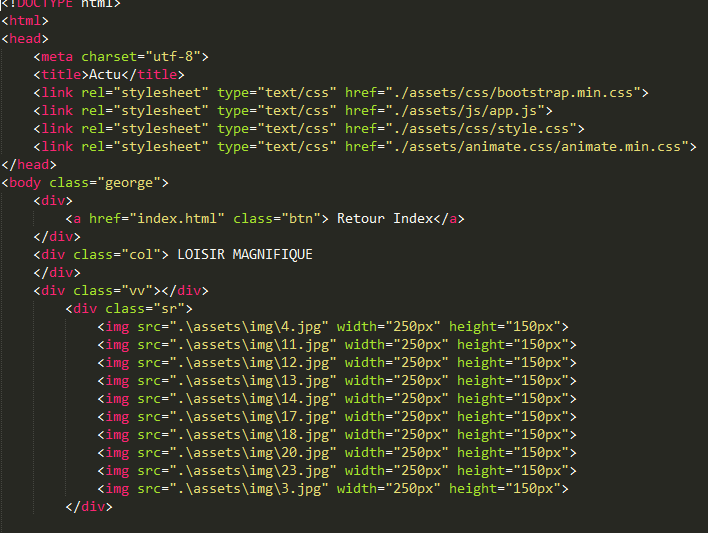 <!DOCTYPE html>
<html>
<head>
    <meta charset="utf-8">
    <title>Actu</title>
    <link rel="stylesheet" type="text/css" href="./assets/css/bootstrap.min.css">
    <link rel="stylesheet" type="text/css" href="./assets/js/app.js">
    <link rel="stylesheet" type="text/css" href="./assets/css/style.css">
    <link rel="stylesheet" type="text/css" href="./assets/animate.css/animate.min.css">
</head>
<body class="george">
    <div>
        <a href="index.html" class="btn"> Retour Index</a>
    </div>
    <div class="col"> LOISIR MAGNIFIQUE
    </div>
    <div class="vv"></div>
        <div class="sr">
            <img src=".\assets\img\4.jpg" width="250px" height="150px">
            <img src=".\assets\img\11.jpg" width="250px" height="150px">
            <img src=".\assets\img\12.jpg" width="250px" height="150px">
            <img src=".\assets\img\13.jpg" width="250px" height="150px">
            <img src=".\assets\img\14.jpg" width="250px" height="150px">
            <img src=".\assets\img\17.jpg" width="250px" height="150px">
            <img src=".\assets\img\18.jpg" width="250px" height="150px">
            <img src=".\assets\img\20.jpg" width="250px" height="150px">
            <img src=".\assets\img\23.jpg" width="250px" height="150px">
            <img src=".\assets\img\3.jpg" width="250px" height="150px">
        </div>